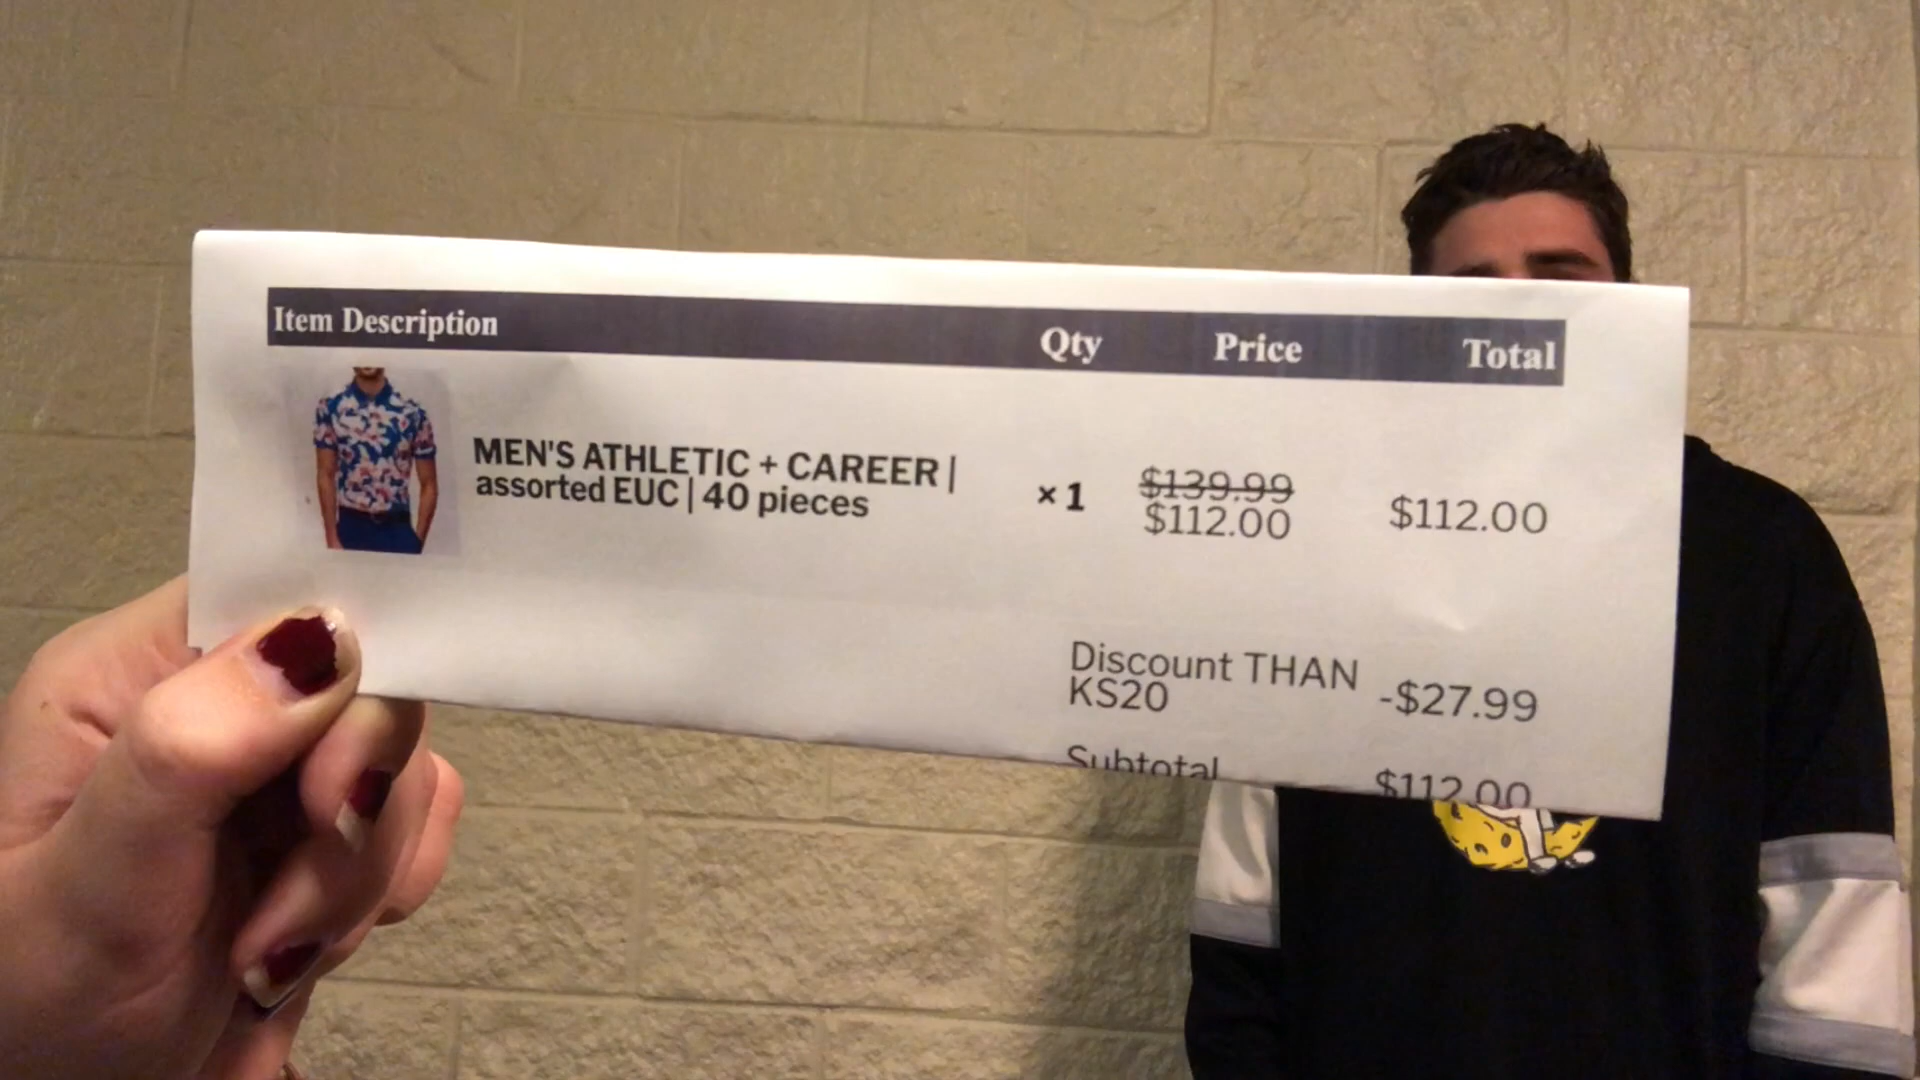 Item Description Qty Price Total
MEN'S ATHLETIC + CAREER |
assorted EUC | 40 pieces
× 1
$139.99
$112.00
$112.00
Discount THAN
KS20
-$27.99
Subtotal
$112.00